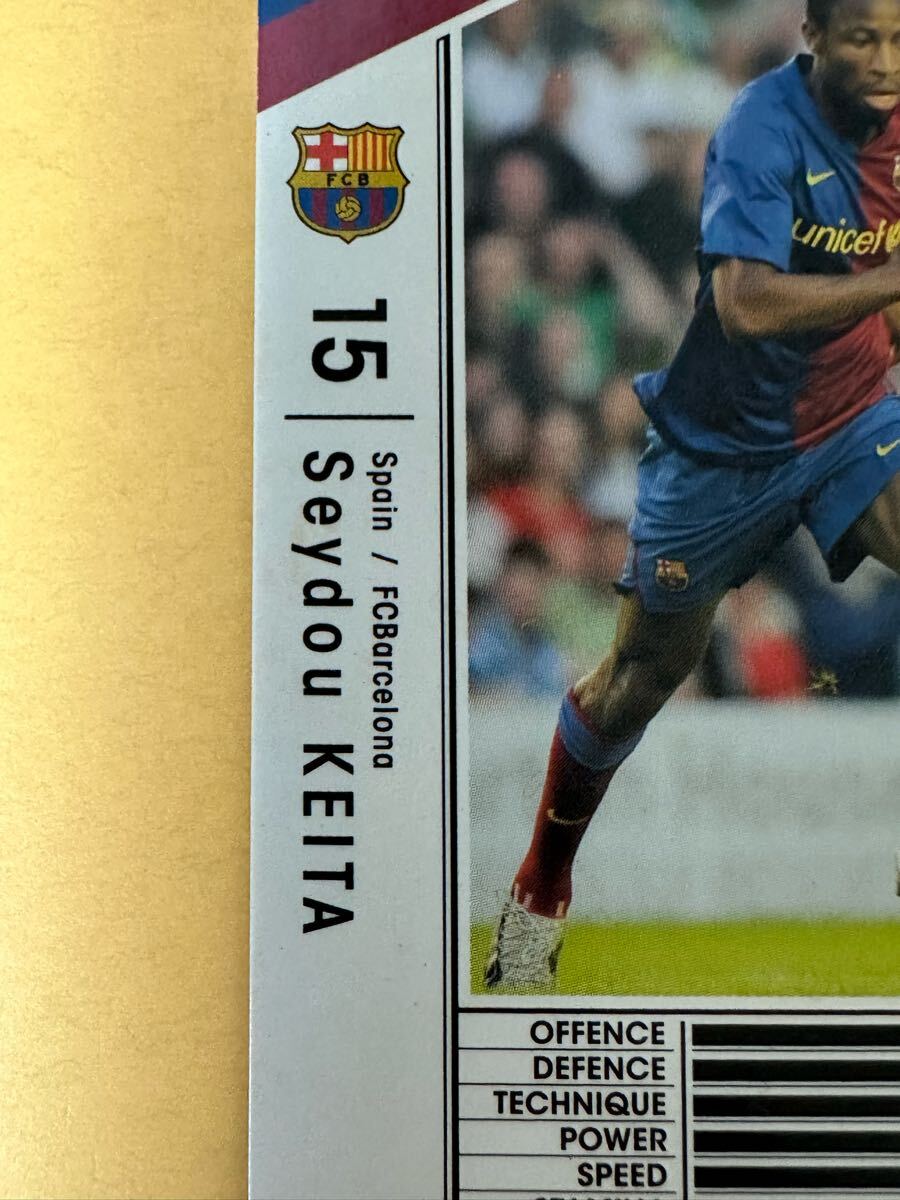 FCB
15
Spain / FCBarcelona
Seydou KEITA
unicef
OFFENCE
DEFENCE
TECHNIQUE
POWER
SPEED